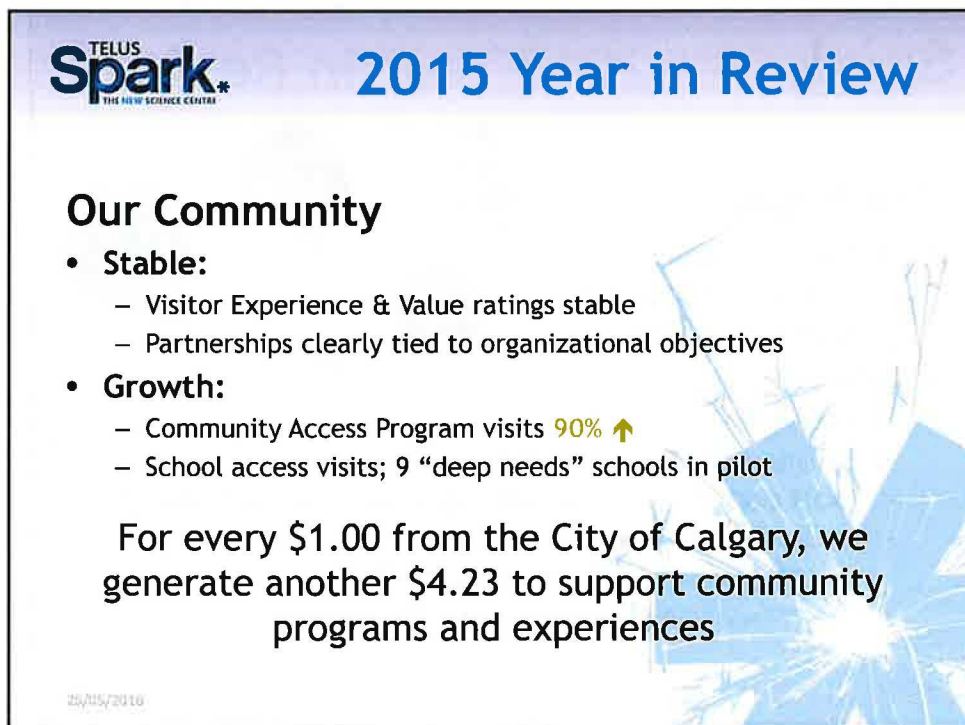 TELUS
Spark.*
THE NEW SCIENCE CENTRE
2015 Year in Review
Our Community
• Stable:
– Visitor Experience & Value ratings stable
– Partnerships clearly tied to organizational objectives
• Growth:
– Community Access Program visits 90% ↑
– School access visits; 9 “deep needs” schools in pilot
For every $1.00 from the City of Calgary, we
generate another $4.23 to support community
programs and experiences
25/05/2016